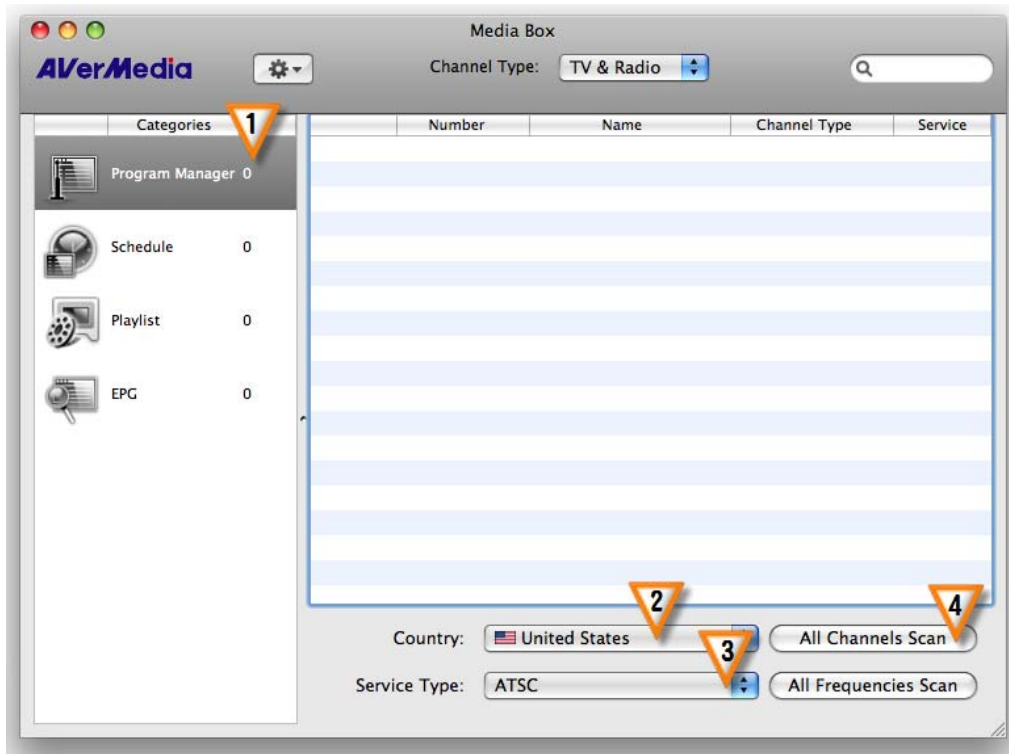 Media Box
AVerMedia
Channel Type: TV & Radio
Categories
Number Name Channel Type Service
1
Program Manager 0
Schedule 0
Playlist 0
EPG 0
2
4
Country: United States All Channels Scan
3
Service Type: ATSC All Frequencies Scan